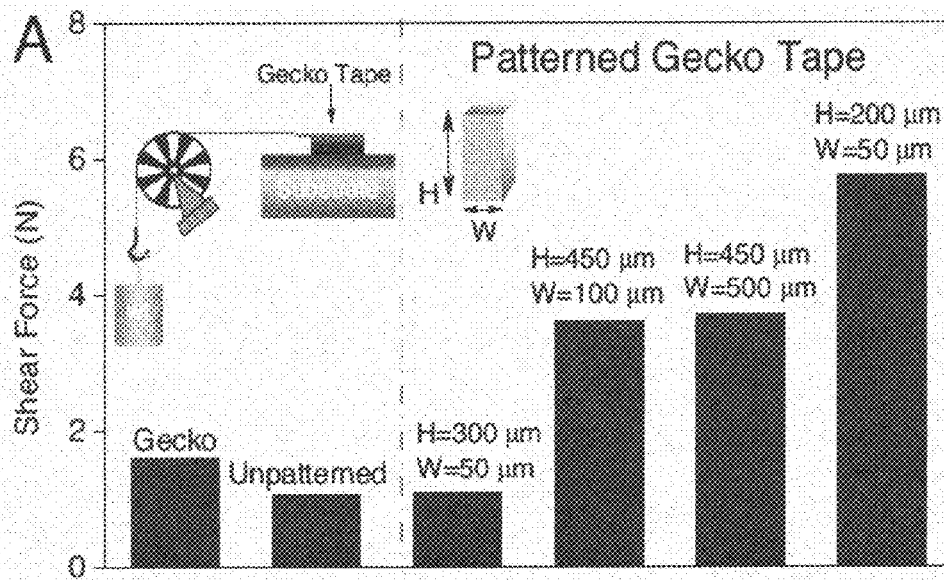 A
8
6
4
2
0
Shear Force (N)
Gecko Tape
Patterned Gecko Tape
H
W
H=200 µm
W=50 µm
H=450 µm
W=100 µm
H=450 µm
W=500 µm
H=300 µm
W=50 µm
Gecko
Unpatterned